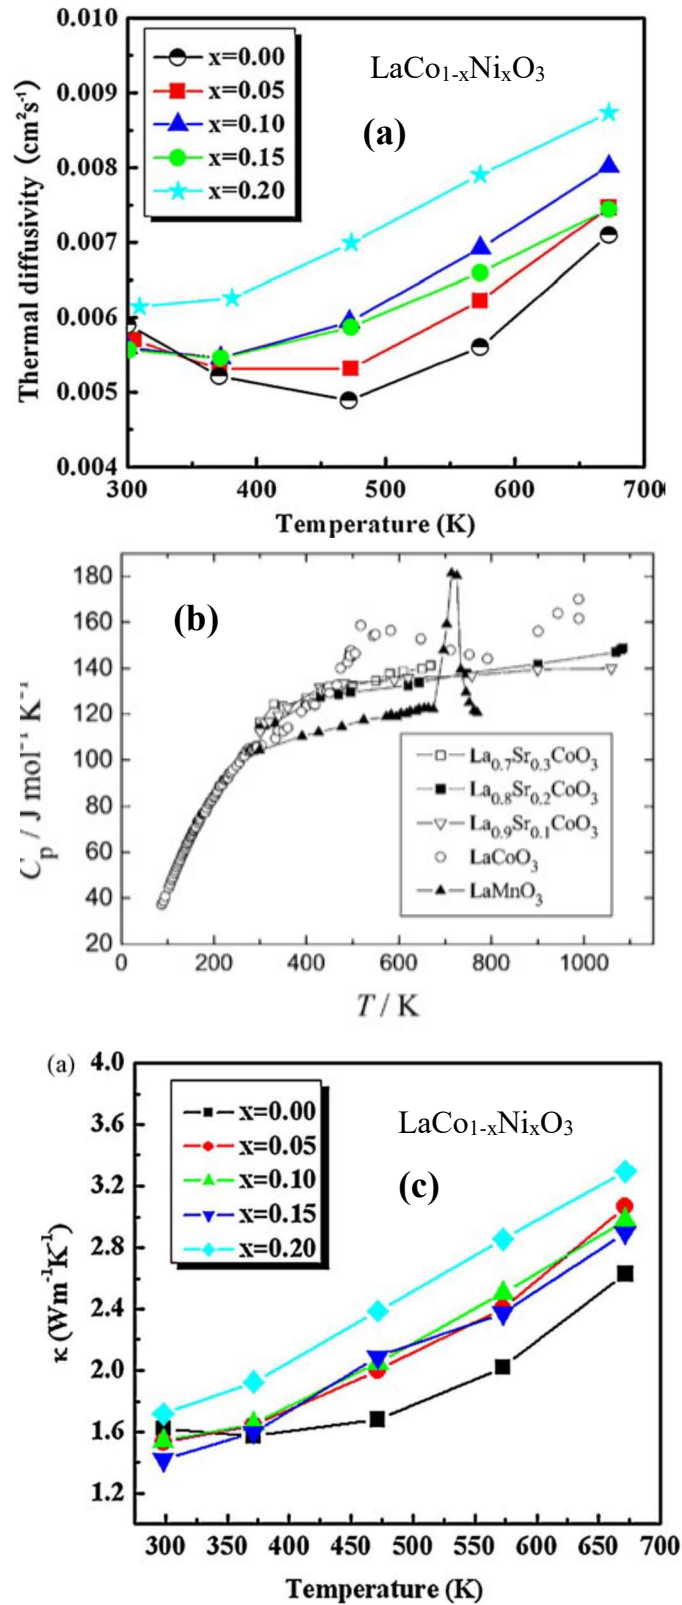 0.010
0.009
0.008
0.007
0.006
0.005
0.004
Thermal diffusivity (cm²s⁻¹)
x=0.00
x=0.05
x=0.10
x=0.15
x=0.20
LaCo₁₋ₓNiₓO₃
(a)
300 400 500 600 700
Temperature (K)
180
160
140
120
100
80
60
40
20
Cₚ / J mol⁻¹ K⁻¹
(b)
La₀.₇Sr₀.₃CoO₃
La₀.₈Sr₀.₂CoO₃
La₀.₉Sr₀.₁CoO₃
LaCoO₃
LaMnO₃
0 200 400 600 800 1000
T / K
(a)
4.0
3.6
3.2
2.8
2.4
2.0
1.6
1.2
κ (Wm⁻¹K⁻¹)
x=0.00
x=0.05
x=0.10
x=0.15
x=0.20
LaCo₁₋ₓNiₓO₃
(c)
300 350 400 450 500 550 600 650 700
Temperature (K)